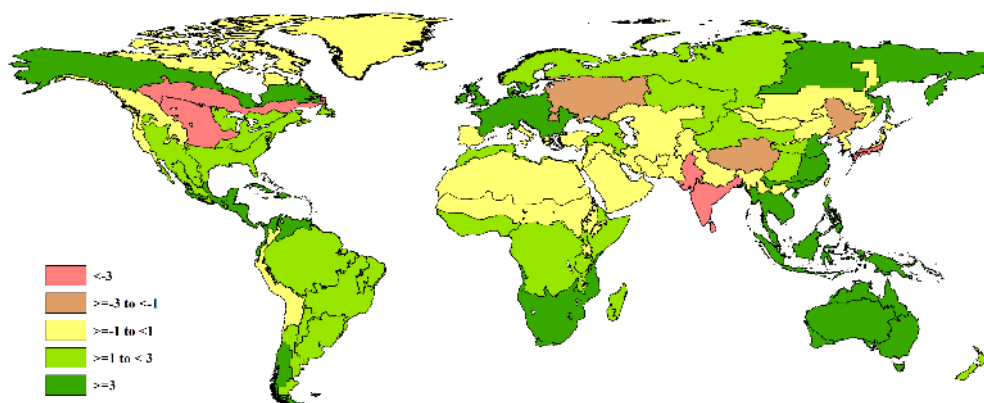 <-3
>=-3 to <-1
>=-1 to <1
>=1 to < 3
>=3